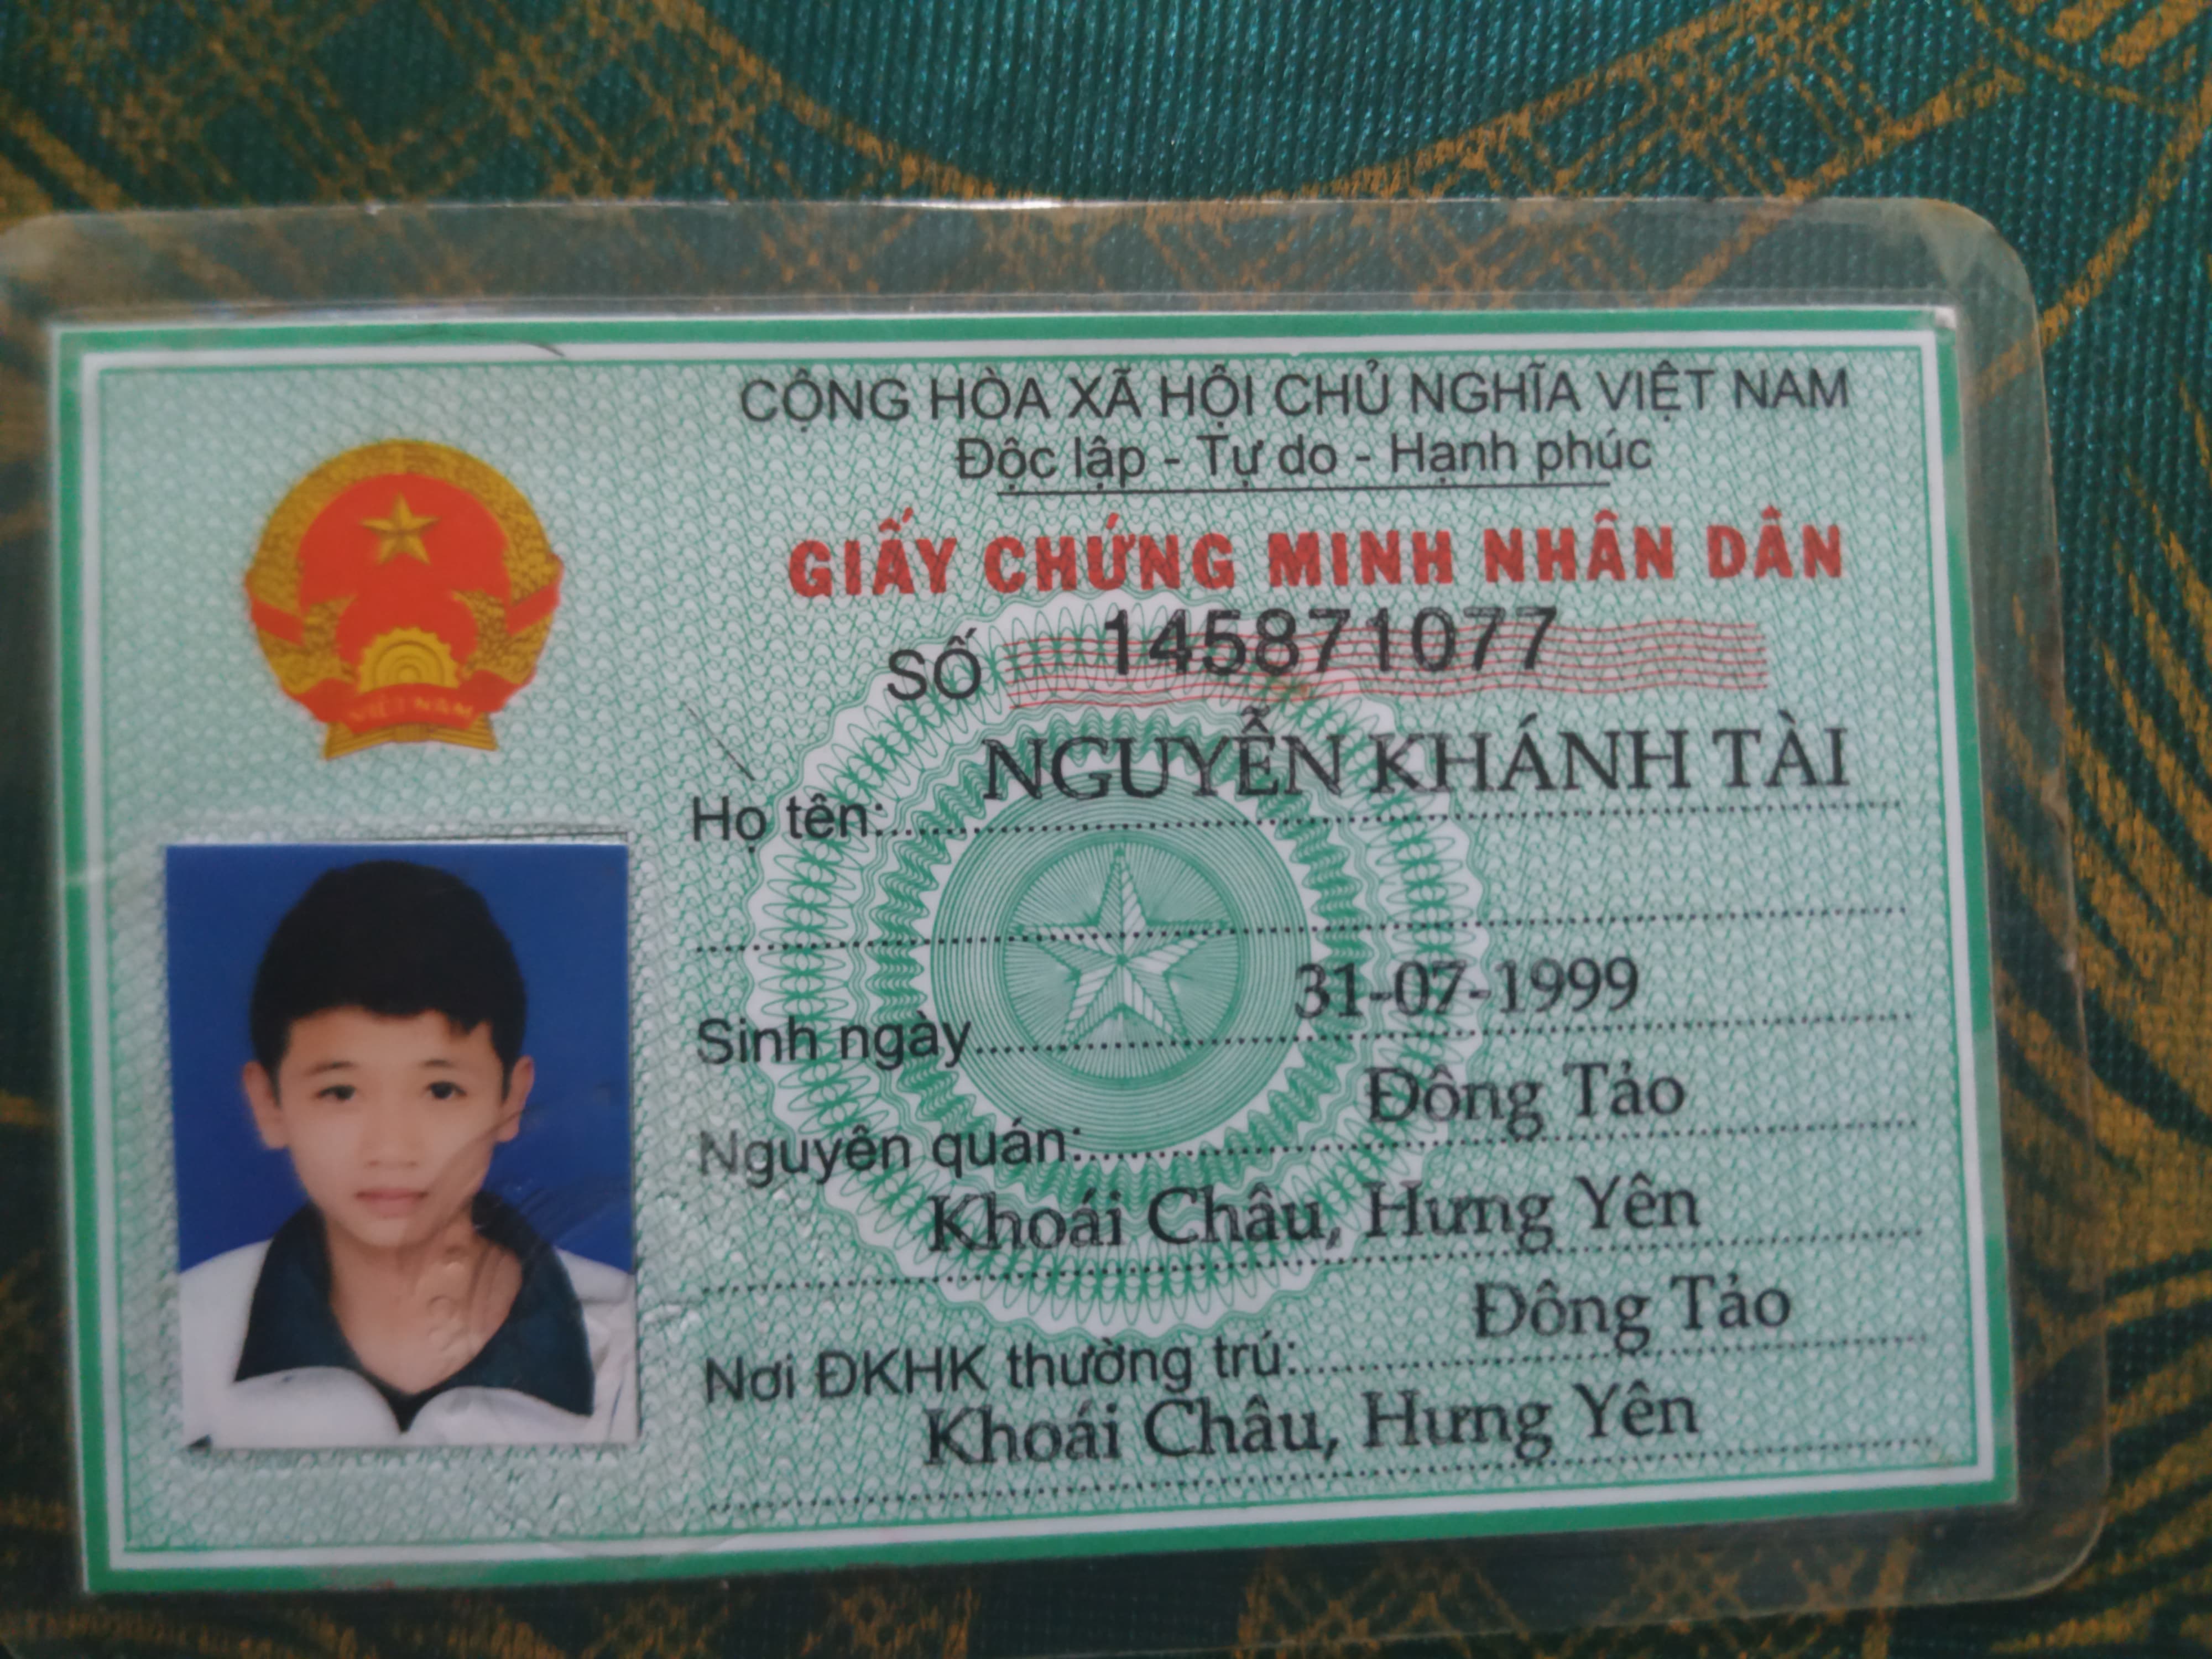 CỘNG HÒA XÃ HỘI CHỦ NGHĨA VIỆT NAM
Độc lập - Tự do - Hạnh phúc
GIẤY CHỨNG MINH NHÂN DÂN
SỐ 145871077
Họ tên: NGUYỄN KHÁNH TÀI
Sinh ngày 31-07-1999
Nguyên quán: Đông Tảo
Khoái Châu, Hưng Yên
Nơi ĐKHK thường trú: Đông Tảo
Khoái Châu, Hưng Yên
VIỆT NAM